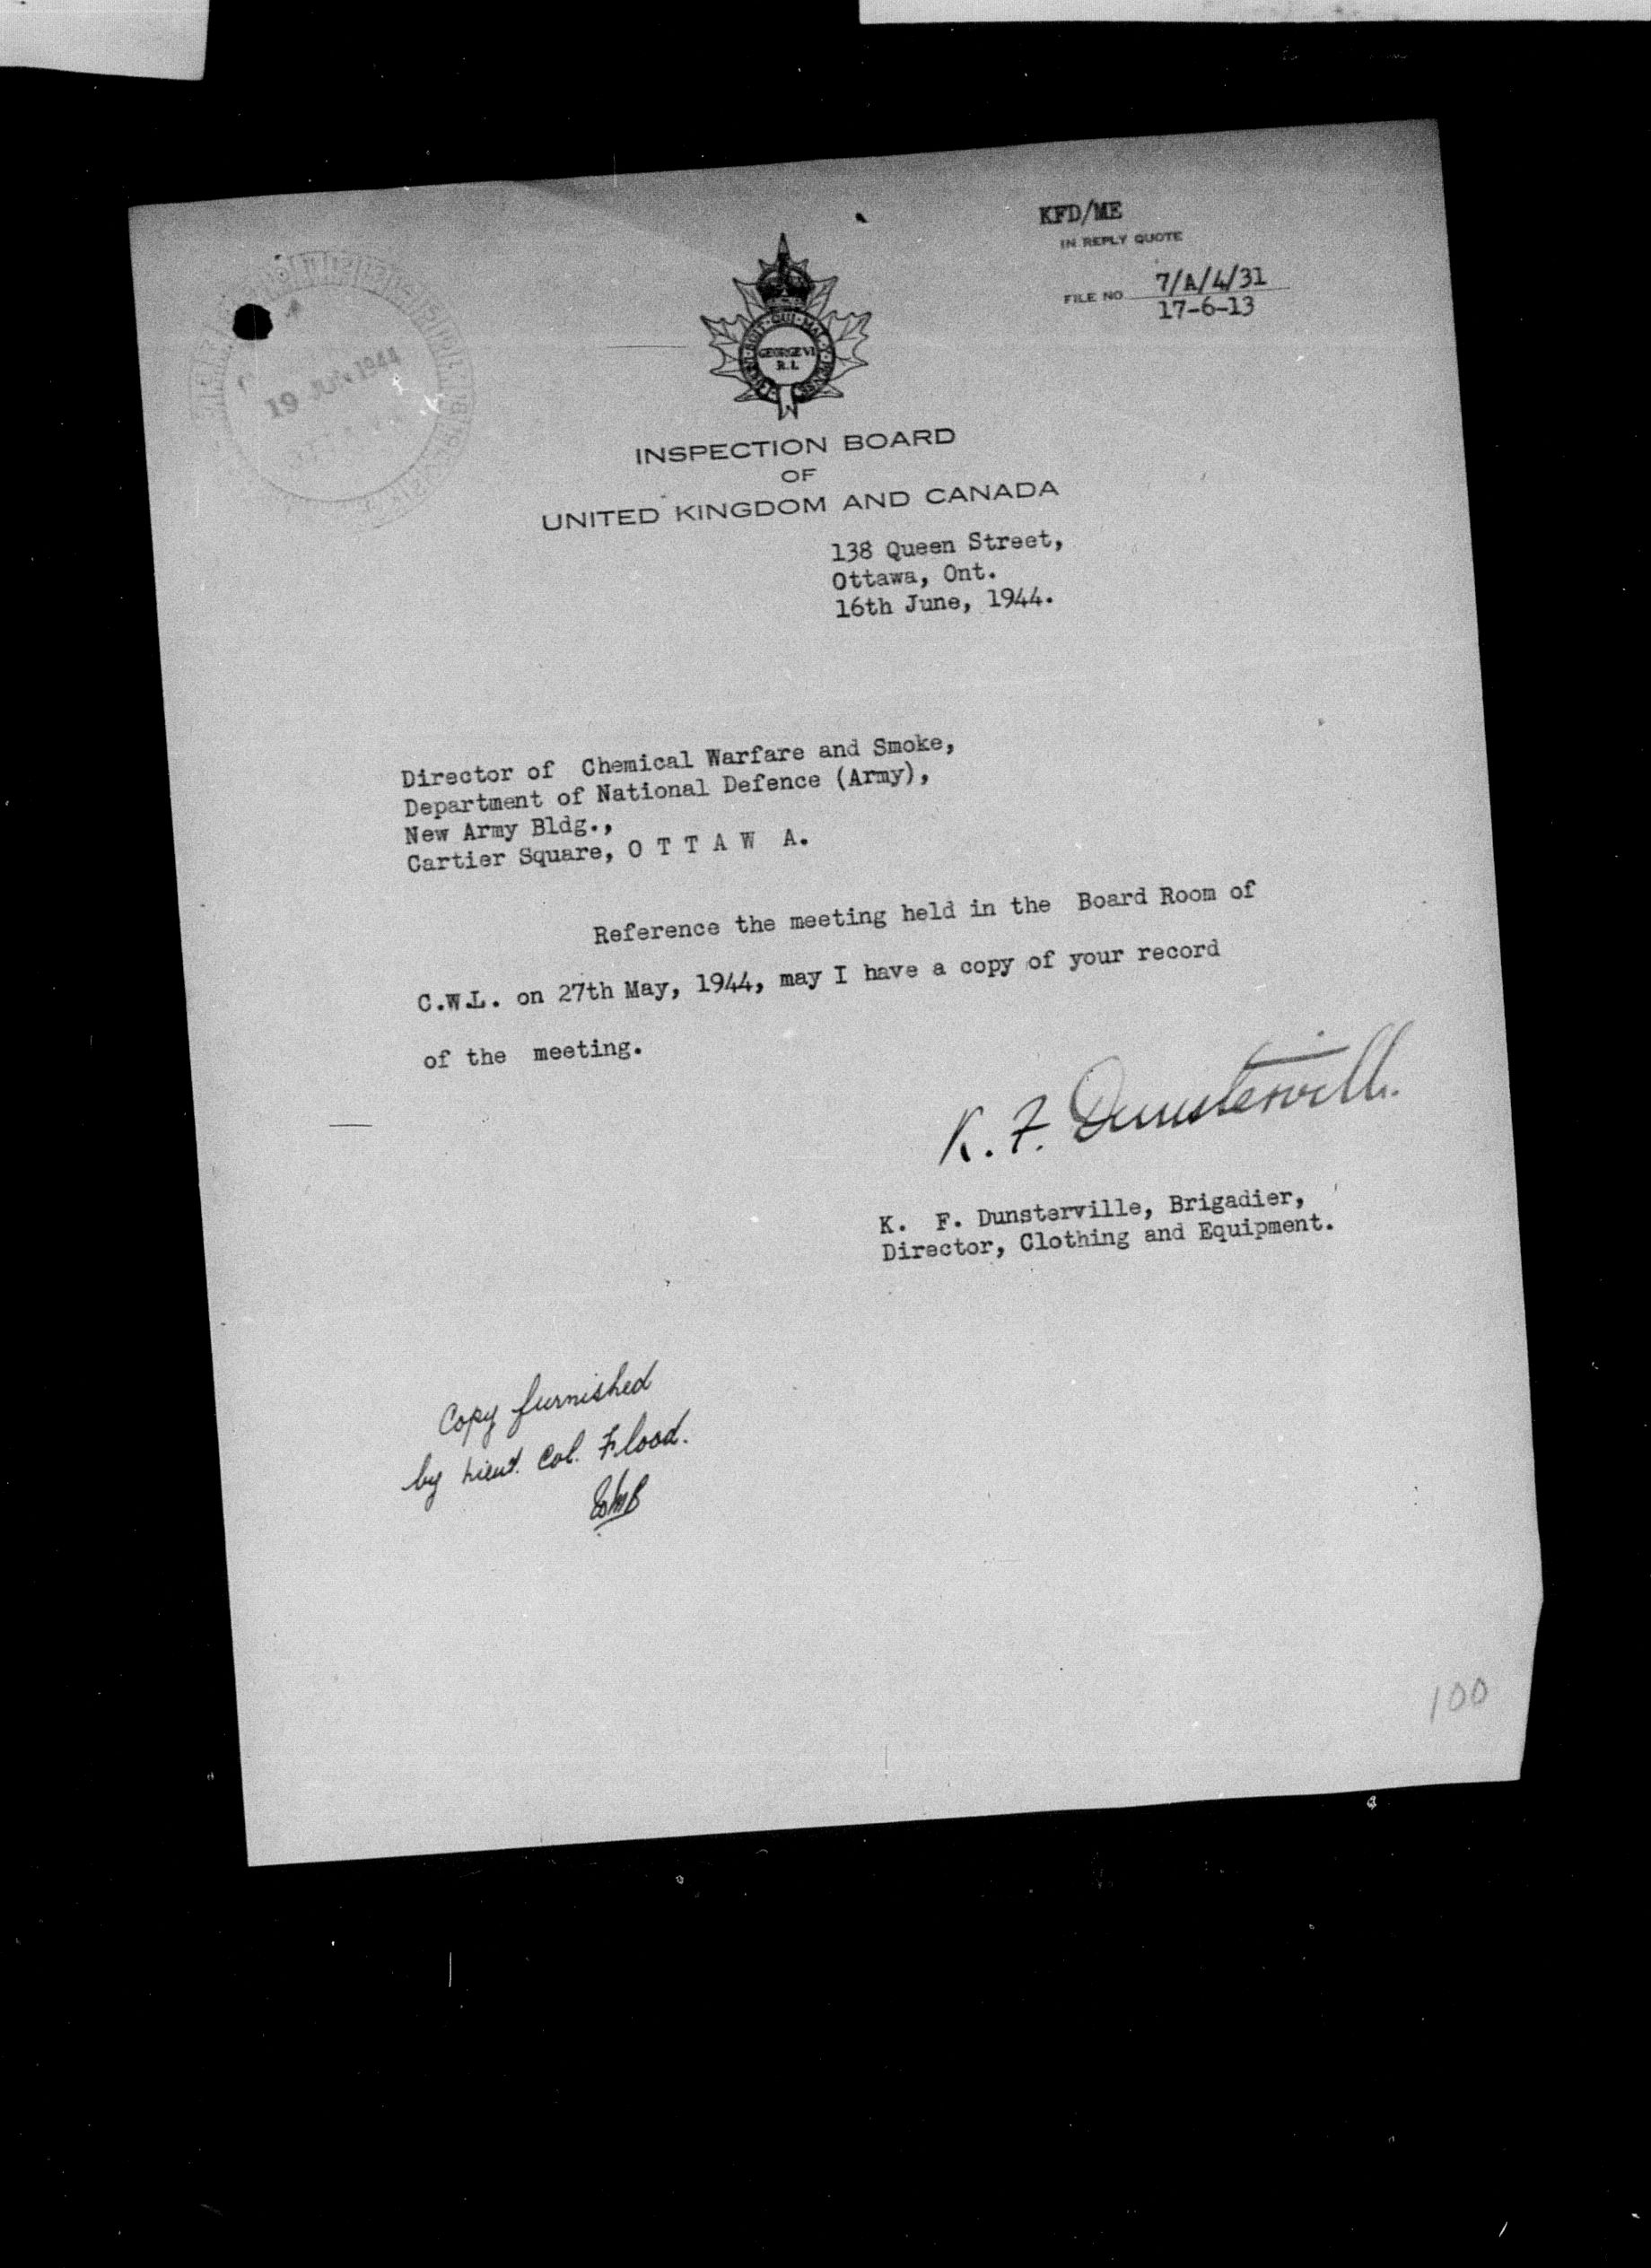 KFD/ME
IN REPLY QUOTE
FILE NO 7/A/4/31
17-6-13
19 JUN 1944
GEORGE VI
R.I.
INSPECTION BOARD
OF
UNITED KINGDOM AND CANADA
138 Queen Street,
Ottawa, Ont.
16th June, 1944.
Director of Chemical Warfare and Smoke,
Department of National Defence (Army),
New Army Bldg.,
Cartier Square, O T T A W A.
Reference the meeting held in the Board Room of
C.W.L. on 27th May, 1944, may I have a copy of your record
of the meeting.
K. F. Dunsterville
K. F. Dunsterville, Brigadier,
Director, Clothing and Equipment.
Copy furnished
by Lieut. Col. Flood.
100